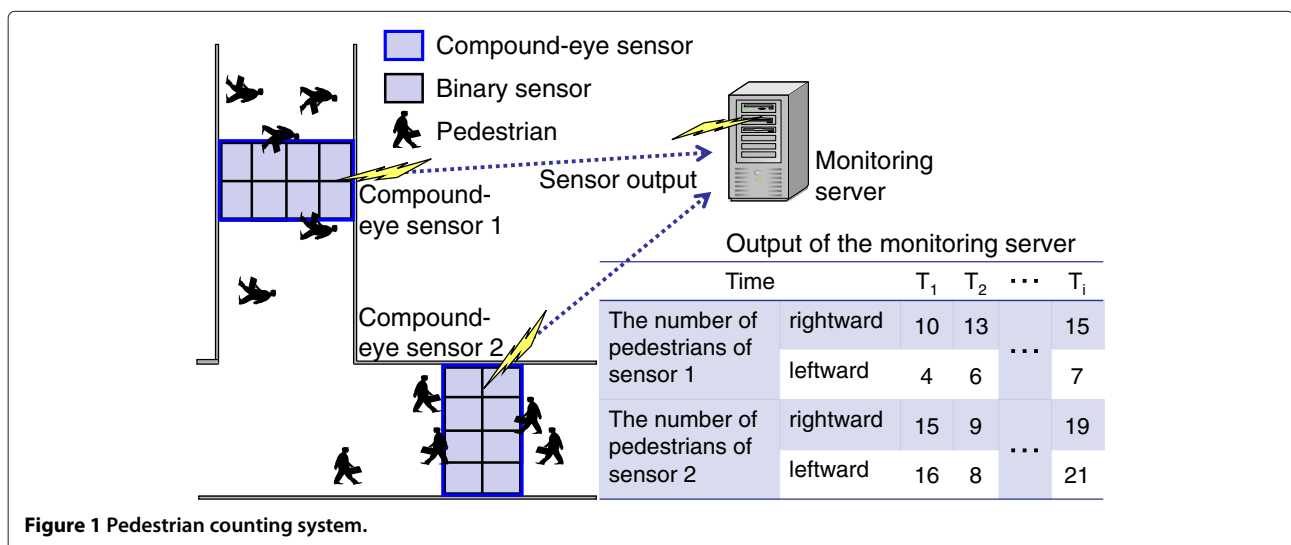 Compound-eye sensor
Binary sensor
Pedestrian
Compound-
eye sensor 1
Sensor output
Monitoring
server
Compound-
eye sensor 2
Output of the monitoring server
Time T1 T2 ... Ti
The number of
pedestrians of
sensor 1
rightward 10 13 ... 15
leftward 4 6 7
The number of
pedestrians of
sensor 2
rightward 15 9 ... 19
leftward 16 8 21
Figure 1 Pedestrian counting system.